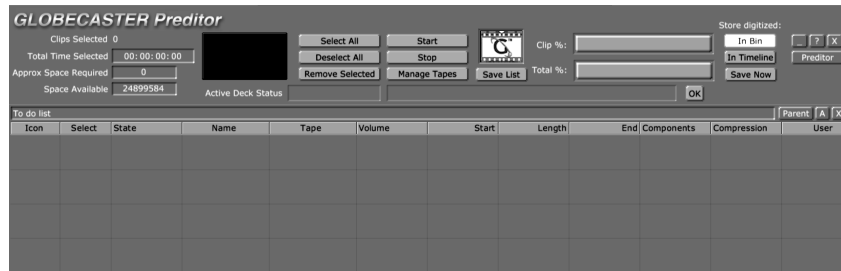 GLOBECASTER Preditor
Store digitized:
Clips Selected 0
Select All Start Clip %: In Bin _ ? X
Total Time Selected 00:00:00:00
Deselect All Stop In Timeline Preditor
Approx Space Required 0
Remove Selected Manage Tapes Save List Total %: Save Now
Space Available 24899584
Active Deck Status OK
To do list Parent A X
Icon Select State Name Tape Volume Start Length End Components Compression User